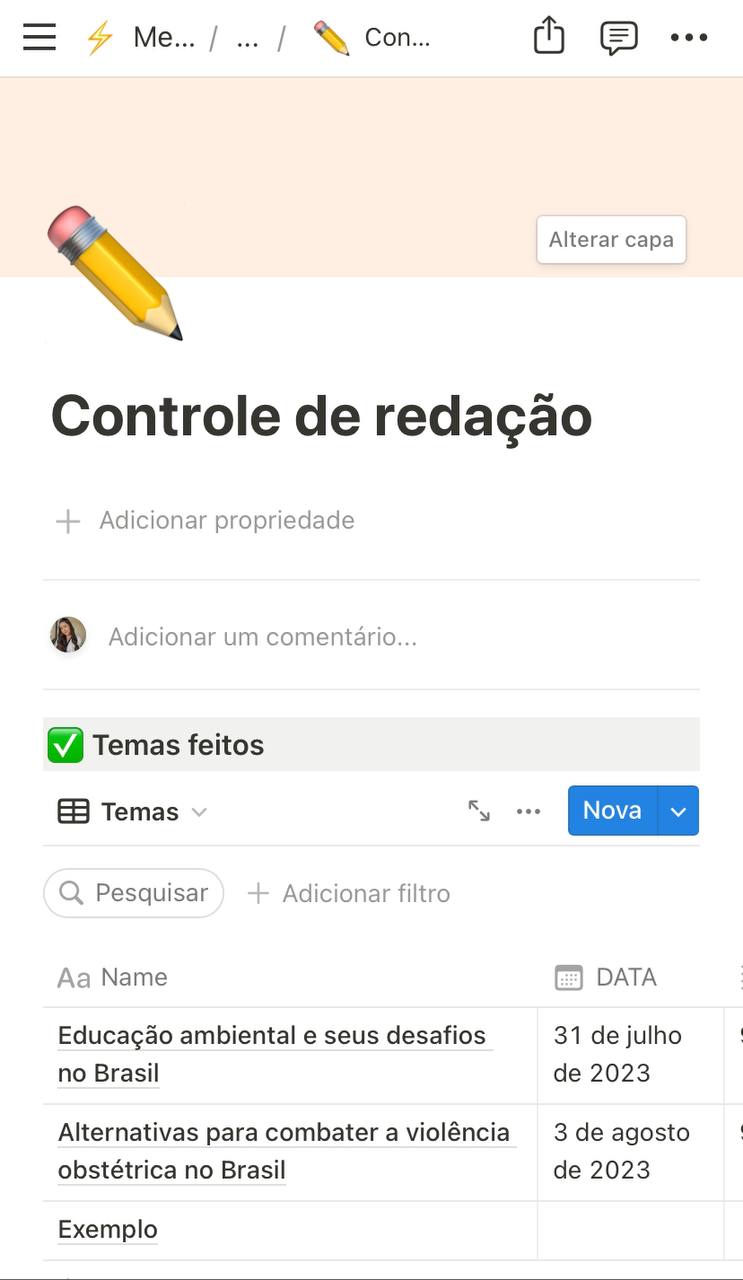 Me... / ... / Con...
Alterar capa
Controle de redação
Adicionar propriedade
Adicionar um comentário...
Temas feitos
Temas
Nova
Pesquisar
Adicionar filtro
Aa Name
DATA
Educação ambiental e seus desafios
no Brasil
31 de julho
de 2023
Alternativas para combater a violência
obstétrica no Brasil
3 de agosto
de 2023
Exemplo